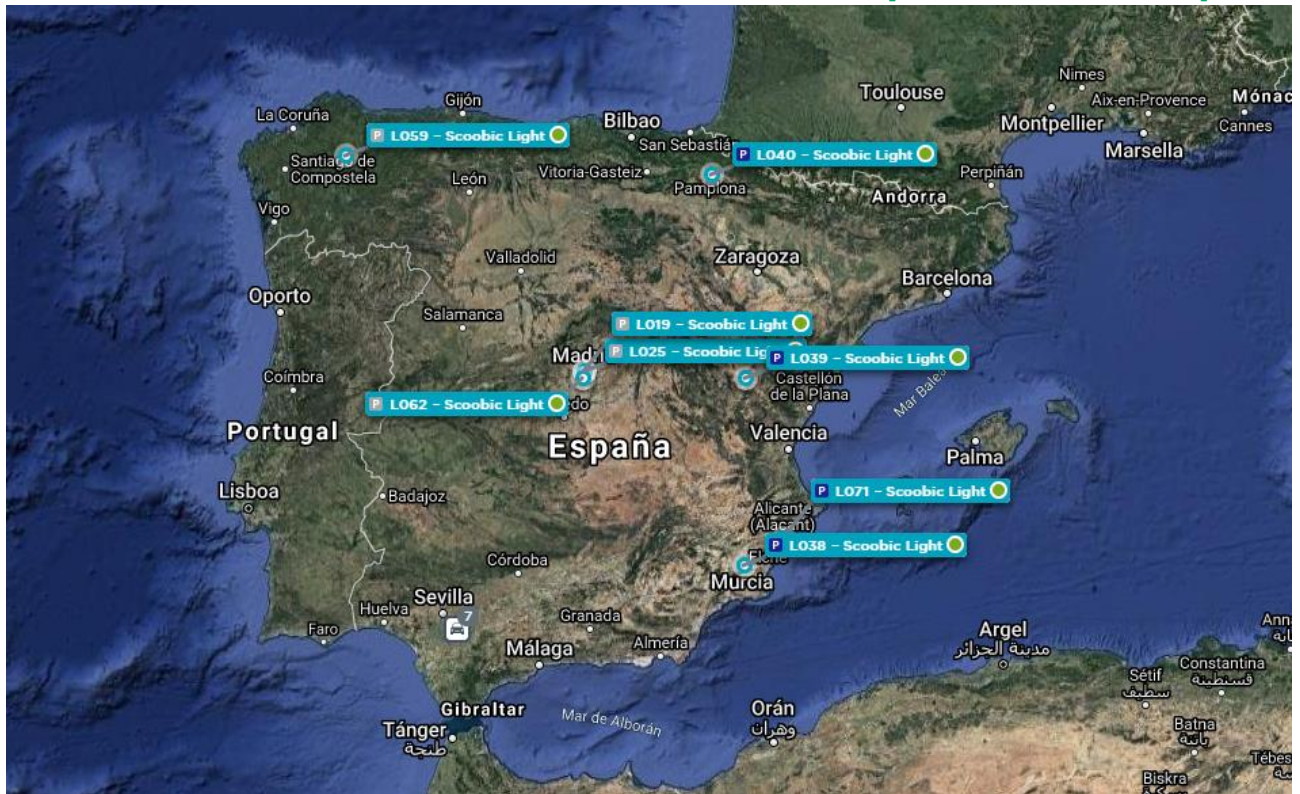 Nimes
Toulouse
Aix-en-Provence
Mónac
Gijón
La Coruña
Bilbao
Montpellier
Cannes
P L059 – Scoobic Light
San Sebastiá
Marsella
P L040 – Scoobic Light
Santiago de
Compostela
León
Vitoria-Gasteiz
Pamplona
Perpiñán
Andorra
Vigo
Valladolid
Zaragoza
Barcelona
Oporto
Salamanca
P L019 – Scoobic Light
Madri
P L025 – Scoobic Lig
P L039 – Scoobic Light
Coímbra
Castellón
de la Plana
Mar Bale
P L062 – Scoobic Light
edo
Portugal
España
Valencia
Palma
Lisboa
Badajoz
P L071 – Scoobic Light
Alicante
(Alacant)
P L038 – Scoobic Light
Elche
Córdoba
Murcia
Sevilla
Huelva
7
Granada
Faro
Almería
Málaga
Argel
مدينة الجزائر
Ann
Constantina
قسنطينة
Sétif
سطيف
Gibraltar
Mar de Alborán
Orán
وهران
Tánger
طنجة
Batna
باتنة
Tébes
Biskra